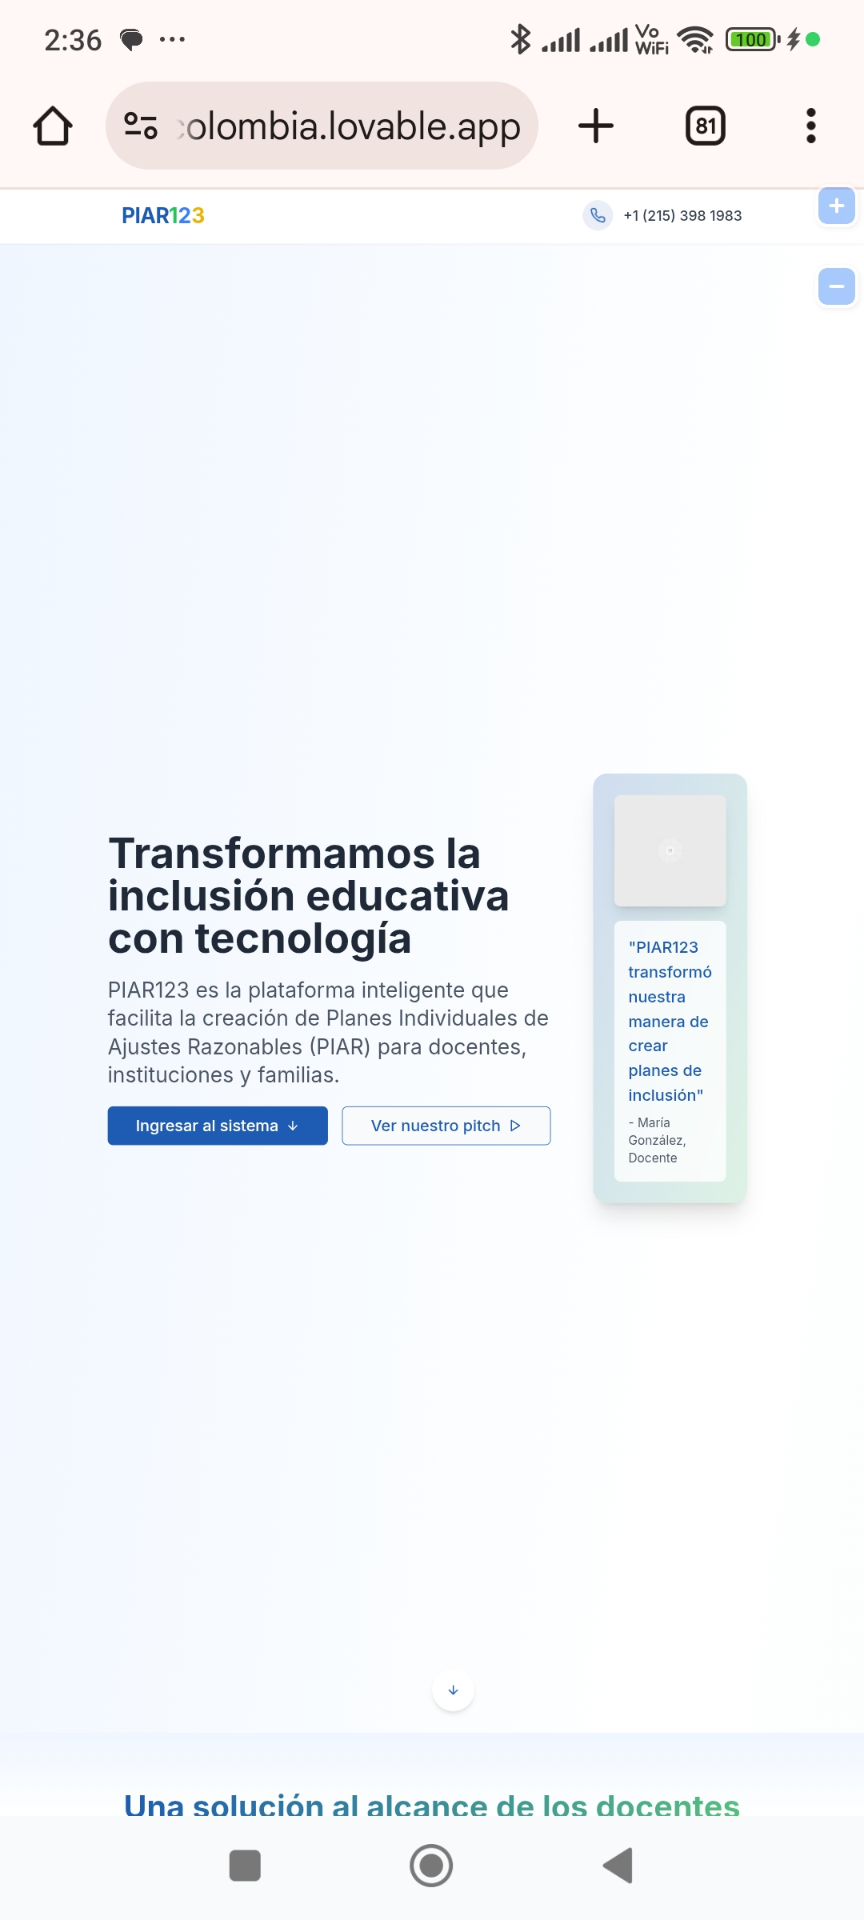 2:36
Vo
WiFi
100
olombia.lovable.app
81
PIAR123
+1 (215) 398 1983
Transformamos la
inclusión educativa
con tecnología
PIAR123 es la plataforma inteligente que
facilita la creación de Planes Individuales de
Ajustes Razonables (PIAR) para docentes,
instituciones y familias.
Ingresar al sistema
Ver nuestro pitch
"PIAR123
transformó
nuestra
manera de
crear
planes de
inclusión"
- María
González,
Docente
Una solución al alcance de los docentes